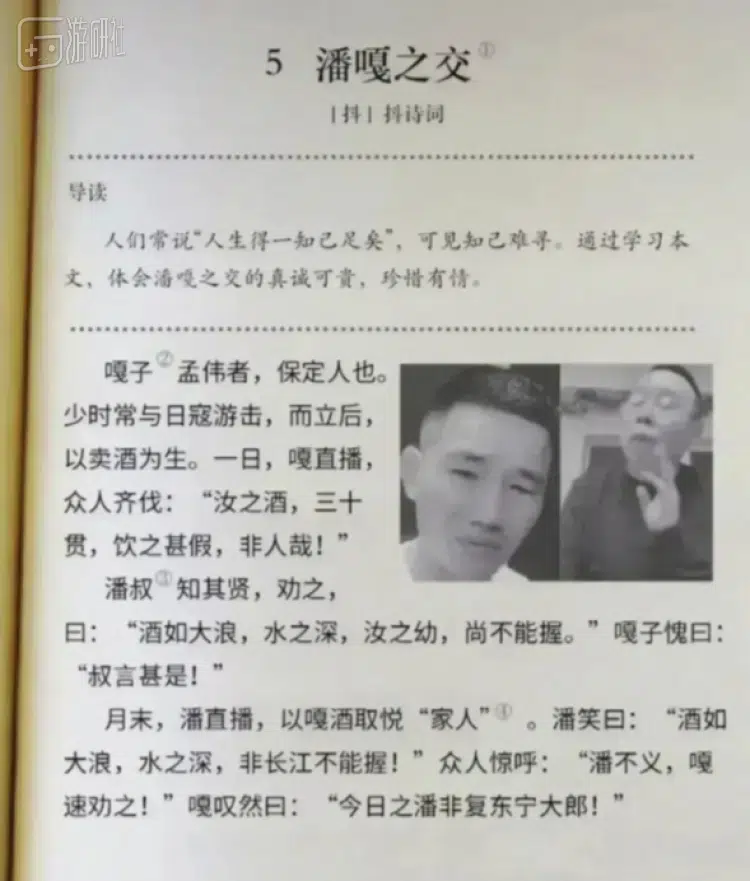 游研社
5 潘嘎之交①
|抖| 抖诗词
导读
人们常说“人生得一知己足矣”，可见知己难寻。通过学习本
文，体会潘嘎之交的真诚可贵，珍惜有情。
嘎子②孟伟者，保定人也。
少时常与日寇游击，而立后，
以卖酒为生。一日，嘎直播，
众人齐伐：“汝之酒，三十
贯，饮之甚假，非人哉！”
潘叔③知其贤，劝之，
曰：“酒如大浪，水之深，汝之幼，尚不能握。”嘎子愧曰：
“叔言甚是！”
月末，潘直播，以嘎酒取悦“家人”④。潘笑曰：“酒如
大浪，水之深，非长江不能握！”众人惊呼：“潘不义，嘎
速劝之！”嘎叹然曰：“今日之潘非复东宁大郎！”